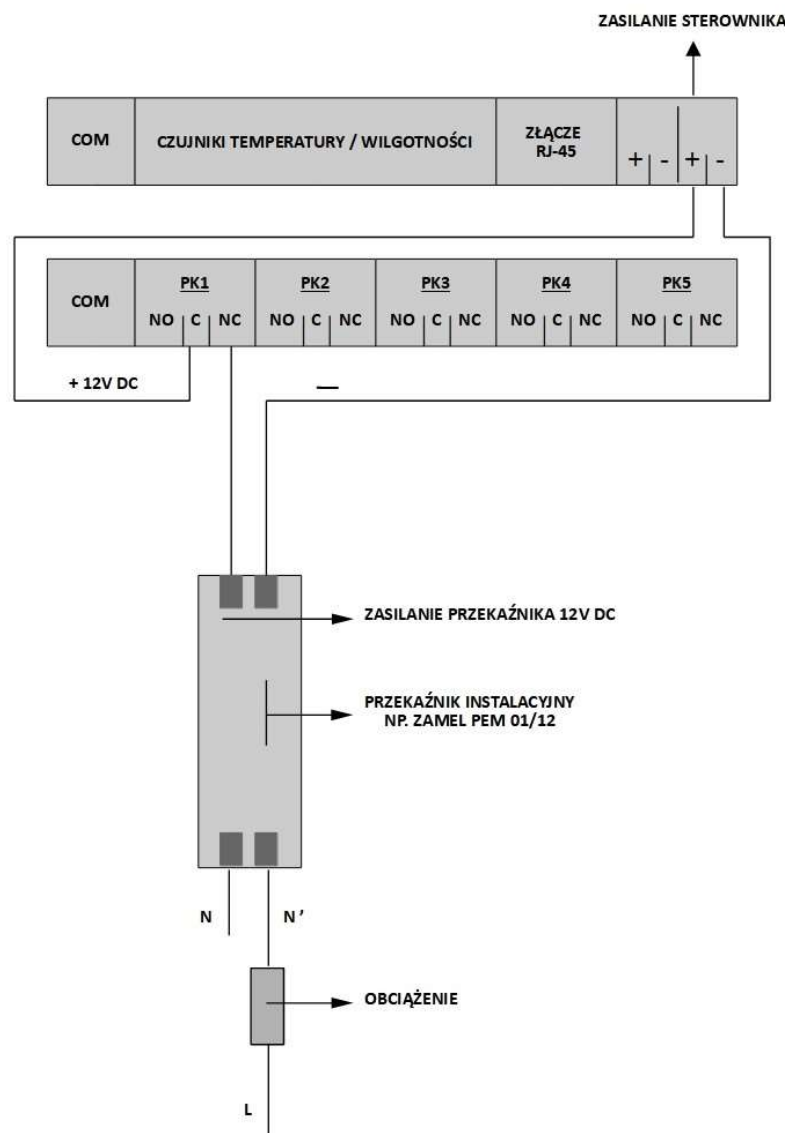 ZASILANIE STEROWNIKA
COM
CZUJNIKI TEMPERATURY / WILGOTNOŚCI
ZŁĄCZE
RJ-45
+ - + -
COM
PK1 PK2 PK3 PK4 PK5
NO C NC NO C NC NO C NC NO C NC NO C NC
+ 12V DC —
ZASILANIE PRZEKAŹNIKA 12V DC
PRZEKAŹNIK INSTALACYJNY
NP. ZAMEL PEM 01/12
N N'
OBCIĄŻENIE
L